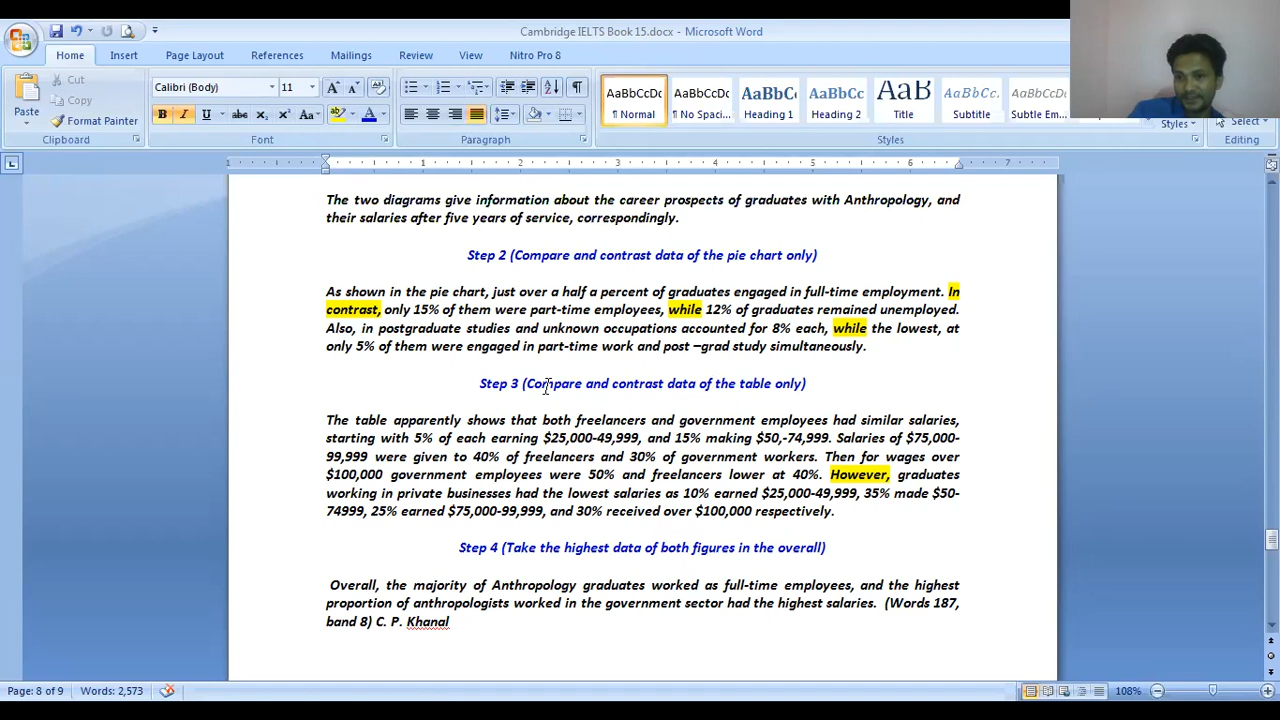 Cambridge IELTS Book 15.docx - Microsoft Word
Home Insert Page Layout References Mailings Review View Nitro Pro 8
Cut
Copy
Format Painter
Paste
Calibri (Body) 11
AaBbCcDc AaBbCcDc AaBbC AaBbCc AaB AaBbCc. AaBbCcDc
¶ Normal ¶ No Spaci... Heading 1 Heading 2 Title Subtitle Subtle Em...
Styles
Select
Clipboard Font Paragraph Styles Editing
1 1 2 3 4 5 6 7
The two diagrams give information about the career prospects of graduates with Anthropology, and
their salaries after five years of service, correspondingly.
Step 2 (Compare and contrast data of the pie chart only)
As shown in the pie chart, just over a half a percent of graduates engaged in full-time employment. In
contrast, only 15% of them were part-time employees, while 12% of graduates remained unemployed.
Also, in postgraduate studies and unknown occupations accounted for 8% each, while the lowest, at
only 5% of them were engaged in part-time work and post –grad study simultaneously.
Step 3 (Compare and contrast data of the table only)
The table apparently shows that both freelancers and government employees had similar salaries,
starting with 5% of each earning $25,000-49,999, and 15% making $50,-74,999. Salaries of $75,000-
99,999 were given to 40% of freelancers and 30% of government workers. Then for wages over
$100,000 government employees were 50% and freelancers lower at 40%. However, graduates
working in private businesses had the lowest salaries as 10% earned $25,000-49,999, 35% made $50-
74999, 25% earned $75,000-99,999, and 30% received over $100,000 respectively.
Step 4 (Take the highest data of both figures in the overall)
Overall, the majority of Anthropology graduates worked as full-time employees, and the highest
proportion of anthropologists worked in the government sector had the highest salaries. (Words 187,
band 8) C. P. Khanal
Page: 8 of 9 Words: 2,573 108%